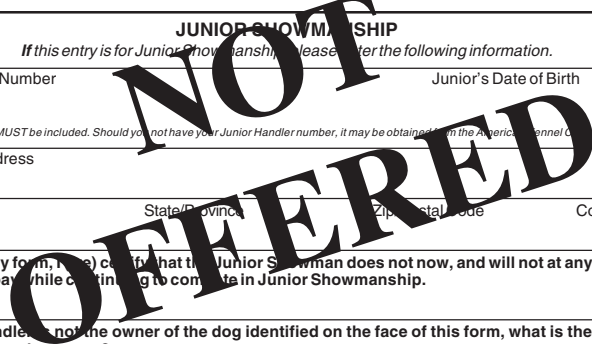 JUNIOR SHOWMANSHIP
If this entry is for Junior Showmanship, please enter the following information.
Number Junior's Date of Birth
MUST be included. Should you not have your Junior Handler number, it may be obtained from the American Kennel
dress
State/Province Zip/Postal Code
y form, I (we) certify that the Junior Showman does not now, and will not at any
pay while continuing to compete in Junior Showmanship.
ndler is not the owner of the dog identified on the face of this form, what is the
NOT
OFFERED